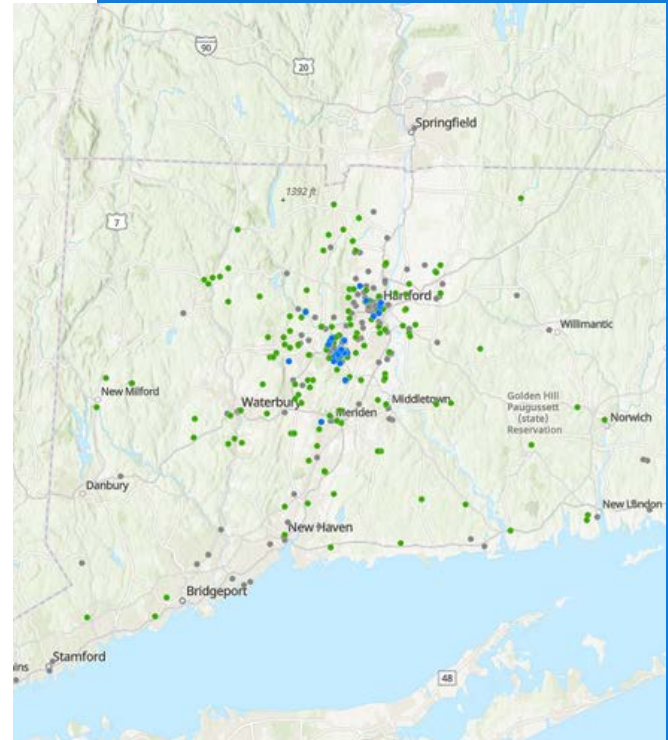 90
20
Springfield
1392 ft
7
Hartford
Willimantic
New Milford
Waterbury
Meriden
Middletown
Golden Hill
Paugussett
(state)
Reservation
Norwich
Danbury
New London
New Haven
Bridgeport
Stamford
ins
48